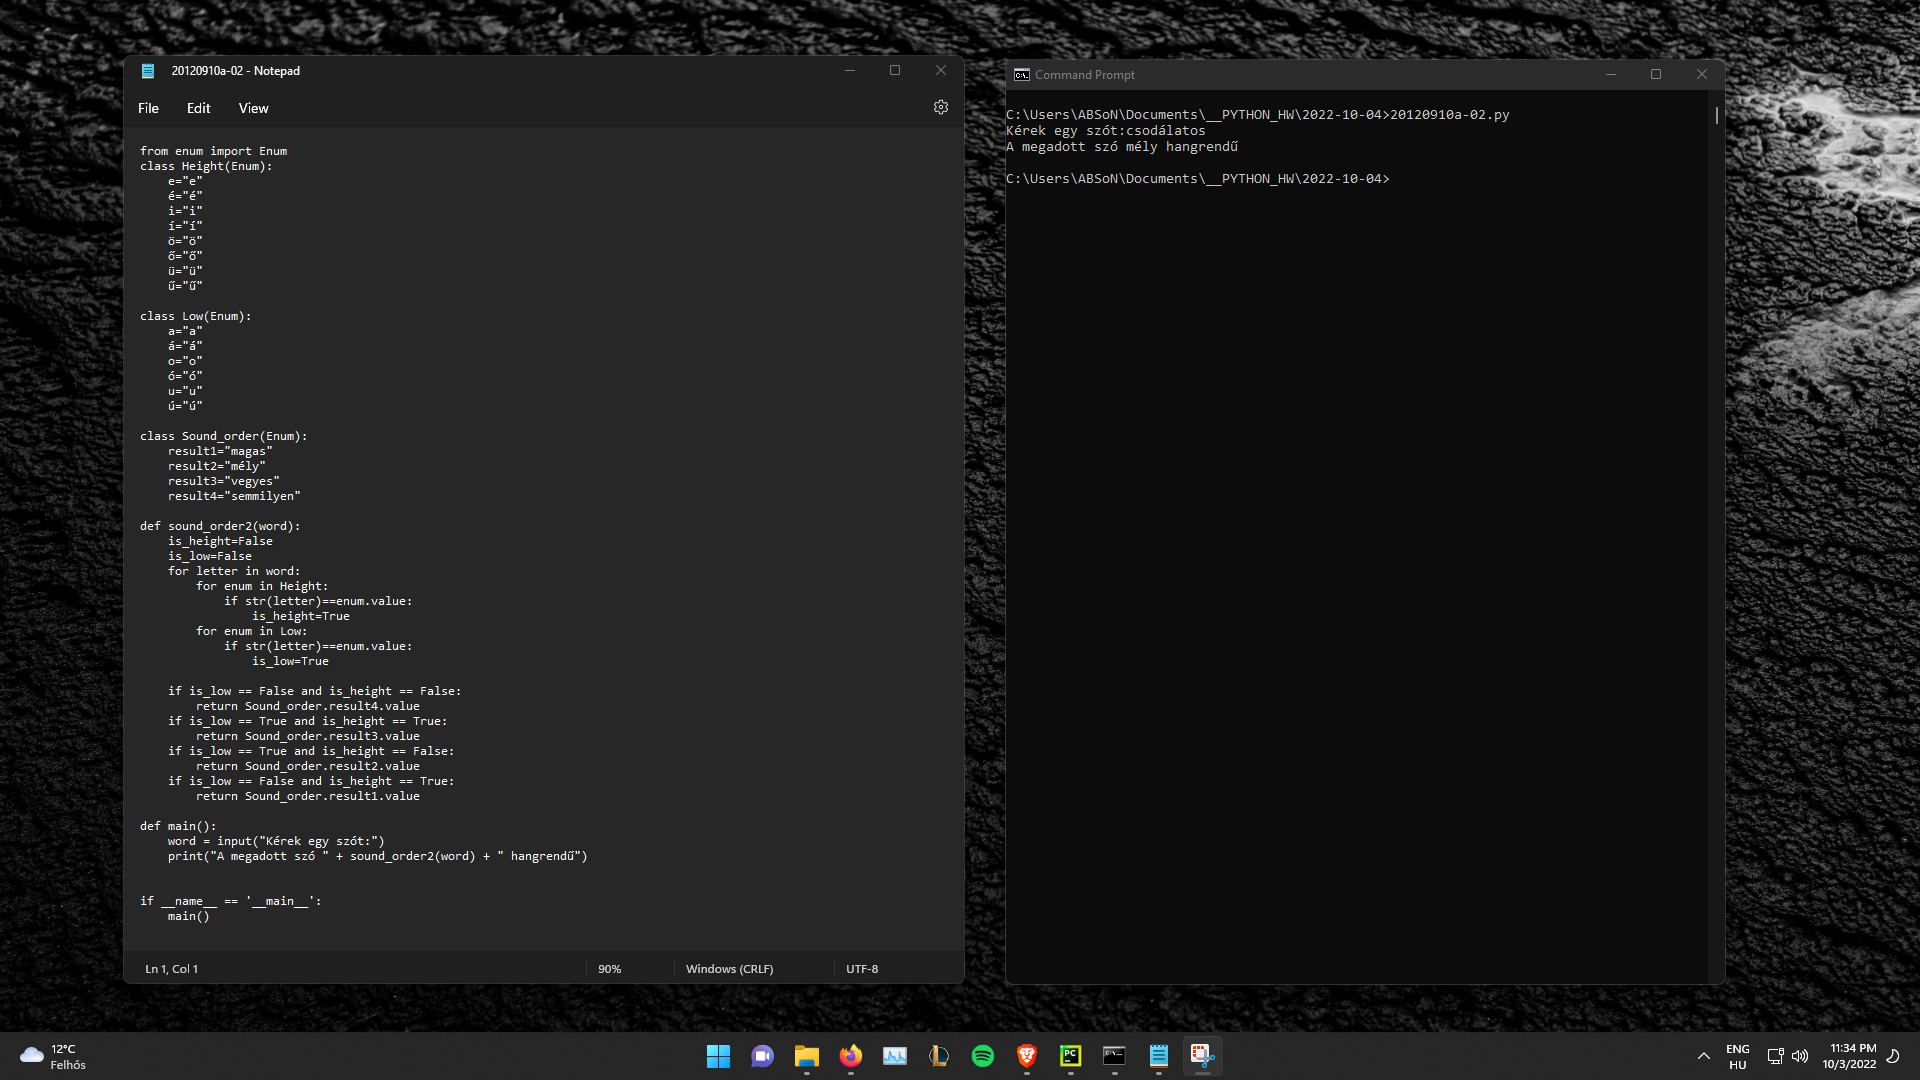 20120910a-02 - Notepad
File Edit View
from enum import Enum
class Height(Enum):
    e="e"
    é="é"
    i="i"
    í="í"
    ö="ö"
    ő="ő"
    ü="ü"
    ű="ű"
class Low(Enum):
    a="a"
    á="á"
    o="o"
    ó="ó"
    u="u"
    ú="ú"
class Sound_order(Enum):
    result1="magas"
    result2="mély"
    result3="vegyes"
    result4="semmilyen"
def sound_order2(word):
    is_height=False
    is_low=False
    for letter in word:
        for enum in Height:
            if str(letter)==enum.value:
                is_height=True
        for enum in Low:
            if str(letter)==enum.value:
                is_low=True
    if is_low == False and is_height == False:
        return Sound_order.result4.value
    if is_low == True and is_height == True:
        return Sound_order.result3.value
    if is_low == True and is_height == False:
        return Sound_order.result2.value
    if is_low == False and is_height == True:
        return Sound_order.result1.value
def main():
    word = input("Kérek egy szót:")
    print("A megadott szó " + sound_order2(word) + " hangrendű")
if __name__ == '__main__':
    main()
Ln 1, Col 1 90% Windows (CRLF) UTF-8
Command Prompt
C:\Users\ABSoN\Documents\__PYTHON_HW\2022-10-04>20120910a-02.py
Kérek egy szót:csodálatos
A megadott szó mély hangrendű
C:\Users\ABSoN\Documents\__PYTHON_HW\2022-10-04>
12°C
Felhős
PC
ENG
HU
11:34 PM
10/3/2022